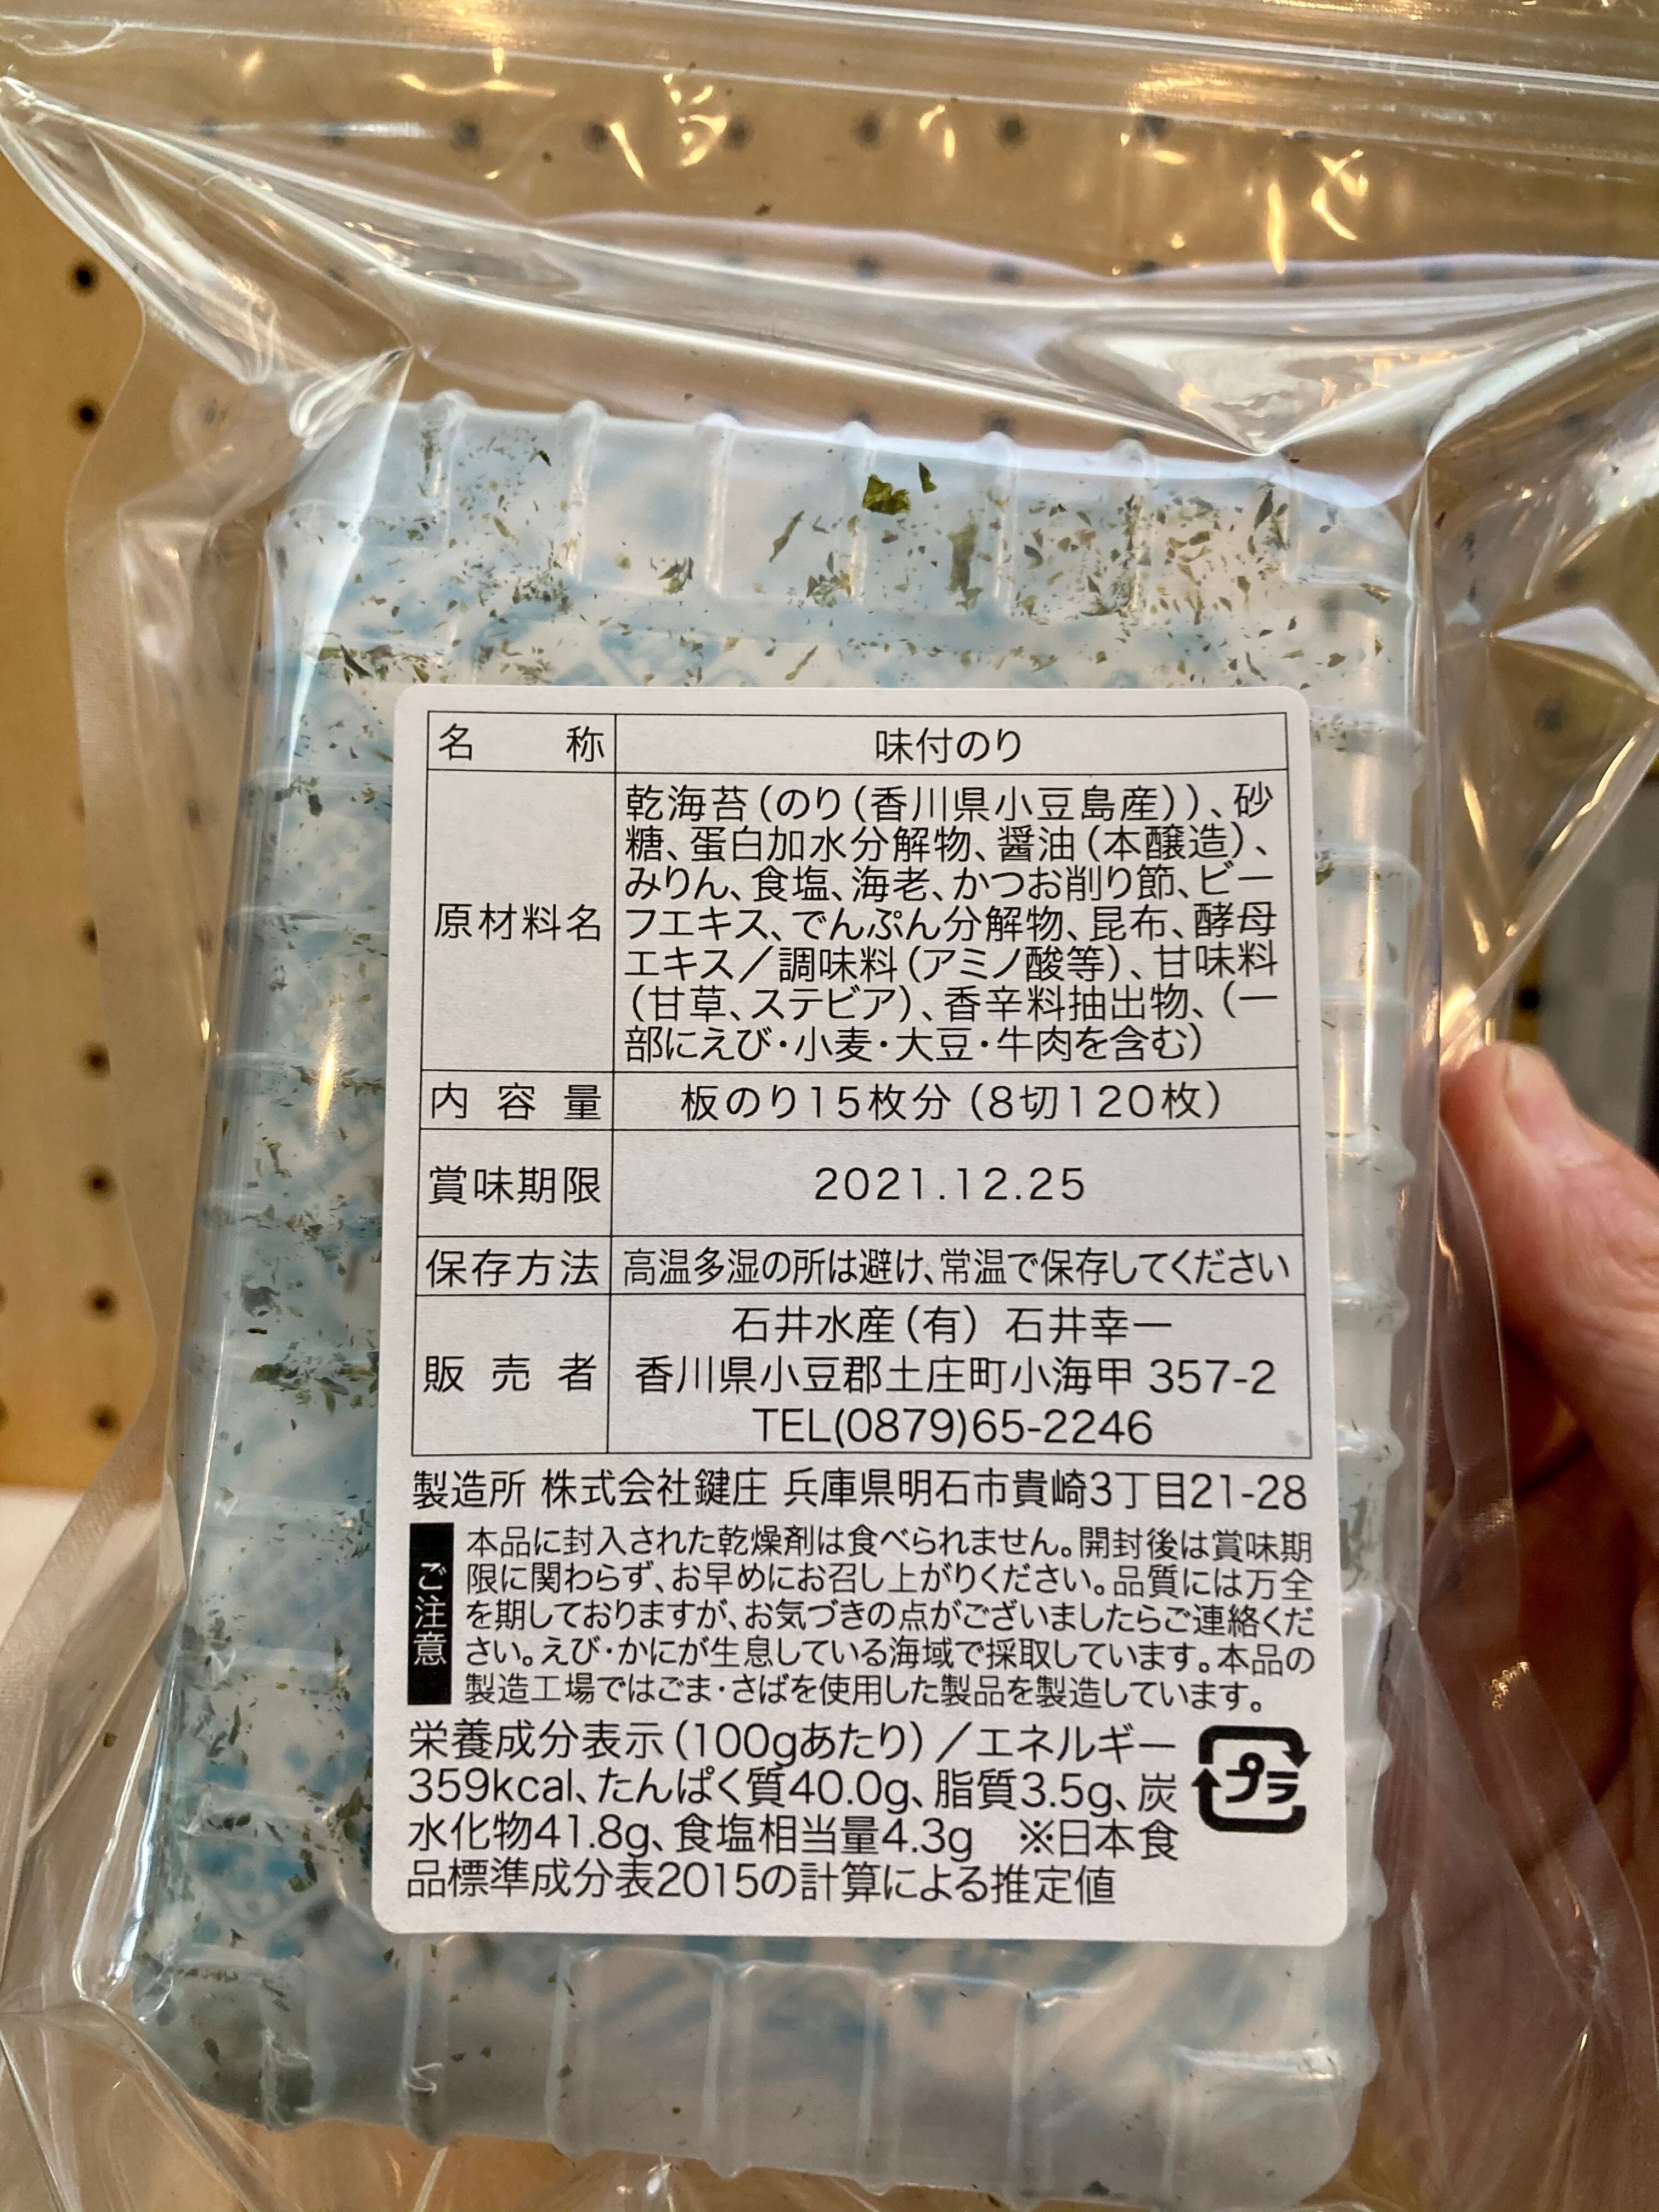 名称 味付のり
原材料名
乾海苔(のり(香川県小豆島産))、砂
糖、蛋白加水分解物、醤油(本醸造)、
みりん、食塩、海老、かつお削り節、ビー
フエキス、でんぷん分解物、昆布、酵母
エキス/調味料(アミノ酸等)、甘味料
(甘草、ステビア)、香辛料抽出物、(一
部にえび・小麦・大豆・牛肉を含む)
内容量 板のり15枚分(8切120枚)
賞味期限 2021.12.25
保存方法 高温多湿の所は避け、常温で保存してください
販売者
石井水産(有) 石井幸一
香川県小豆郡土庄町小海甲 357-2
TEL(0879)65-2246
製造所 株式会社鍵庄 兵庫県明石市貴崎3丁目21-28
ご注意
本品に封入された乾燥剤は食べられません。開封後は賞味期
限に関わらず、お早めにお召し上がりください。品質には万全
を期しておりますが、お気づきの点がございましたらご連絡くだ
さい。えび・かにが生息している海域で採取しています。本品の
製造工場ではごま・さばを使用した製品を製造しています。
栄養成分表示(100gあたり)/エネルギー
359kcal、たんぱく質40.0g、脂質3.5g、炭
水化物41.8g、食塩相当量4.3g ※日本食
品標準成分表2015の計算による推定値
プラ